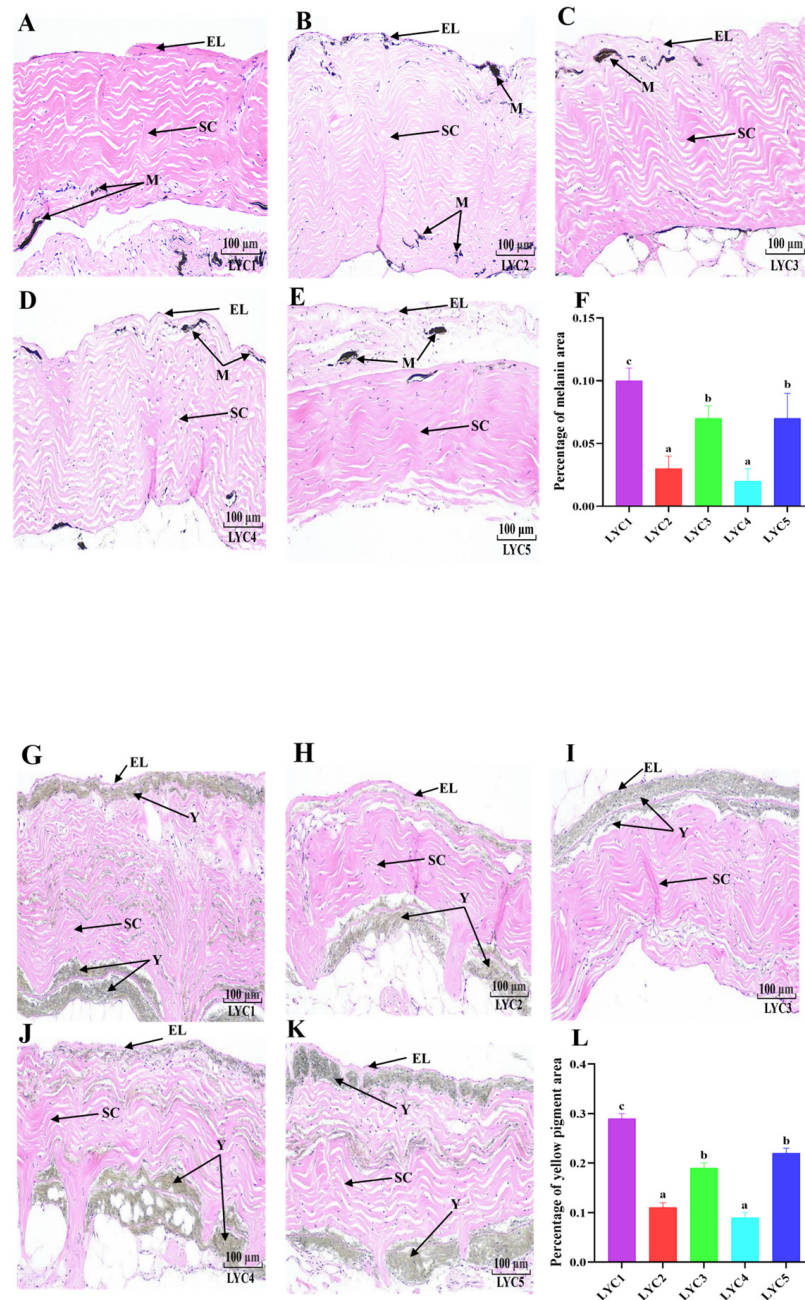 A
EL
SC
M
100 μm
LYC1
B
EL
M
SC
M
100 μm
LYC2
C
EL
M
SC
100 μm
LYC3
D
EL
M
SC
100 μm
LYC4
E
EL
M
SC
100 μm
LYC5
F
Percentage of melanin area
0.15
0.10
0.05
0.00
c
a
b
a
b
LYC1
LYC2
LYC3
LYC4
LYC5
G
EL
Y
SC
Y
100 μm
LYC1
H
EL
SC
Y
100 μm
LYC2
I
EL
Y
SC
100 μm
LYC3
J
EL
SC
Y
100 μm
LYC4
K
EL
Y
SC
Y
100 μm
LYC5
L
Percentage of yellow pigment area
0.4
0.3
0.2
0.1
0.0
c
a
b
a
b
LYC1
LYC2
LYC3
LYC4
LYC5